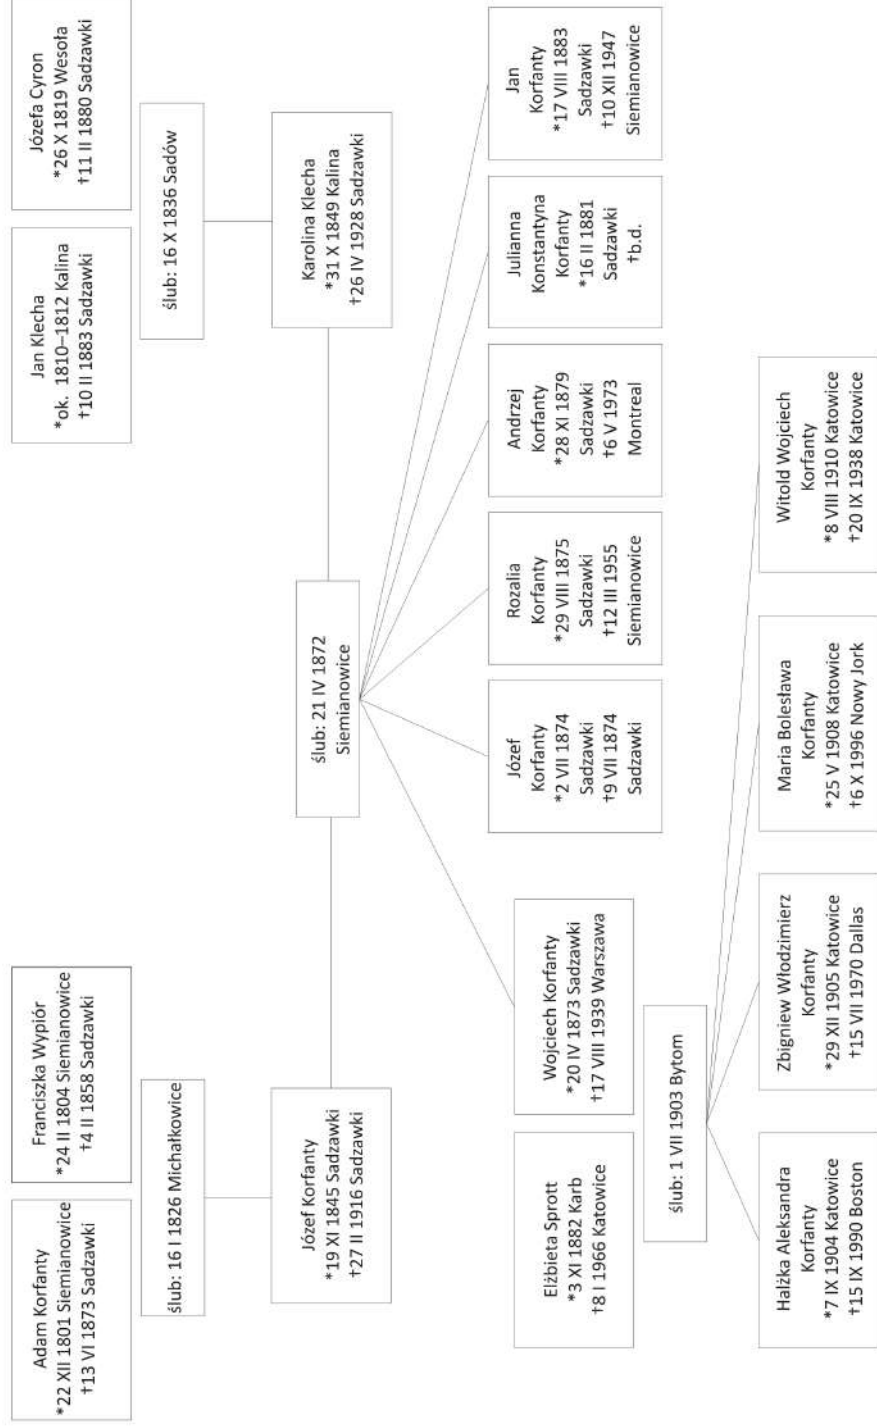 Adam Korfanty
*22 XII 1801 Siemianowice
†13 VI 1873 Sadzawki
Franciszka Wypiór
*24 II 1804 Siemianowice
†4 II 1858 Sadzawki
Jan Klecha
*ok. 1810–1812 Kalina
†10 II 1883 Sadzawki
Józefa Cyron
*26 X 1819 Wesoła
†11 II 1880 Sadzawki
ślub: 16 I 1826 Michałkowice
ślub: 16 X 1836 Sadów
Józef Korfanty
*19 XI 1845 Sadzawki
†27 II 1916 Sadzawki
ślub: 21 IV 1872
Siemianowice
Karolina Klecha
*31 X 1849 Kalina
†26 IV 1928 Sadzawki
Elżbieta Sprott
*3 XI 1882 Karb
†8 I 1966 Katowice
Wojciech Korfanty
*20 IV 1873 Sadzawki
†17 VIII 1939 Warszawa
Józef
Korfanty
*2 VII 1874
Sadzawki
†9 VII 1874
Sadzawki
Rozalia
Korfanty
*29 VIII 1875
Sadzawki
†12 III 1955
Siemianowice
Andrzej
Korfanty
*28 XI 1879
Sadzawki
†6 V 1973
Montreal
Julianna
Konstantyna
Korfanty
*16 II 1881
Sadzawki
†b.d.
Jan
Korfanty
*17 VIII 1883
Sadzawki
†10 XII 1947
Siemianowice
ślub: 1 VII 1903 Bytom
Halżka Aleksandra
Korfanty
*7 IX 1904 Katowice
†15 IX 1990 Boston
Zbigniew Włodzimierz
Korfanty
*29 XII 1905 Katowice
†15 VII 1970 Dallas
Maria Bolesława
Korfanty
*25 V 1908 Katowice
†6 X 1996 Nowy Jork
Witold Wojciech
Korfanty
*8 VIII 1910 Katowice
†20 IX 1938 Katowice